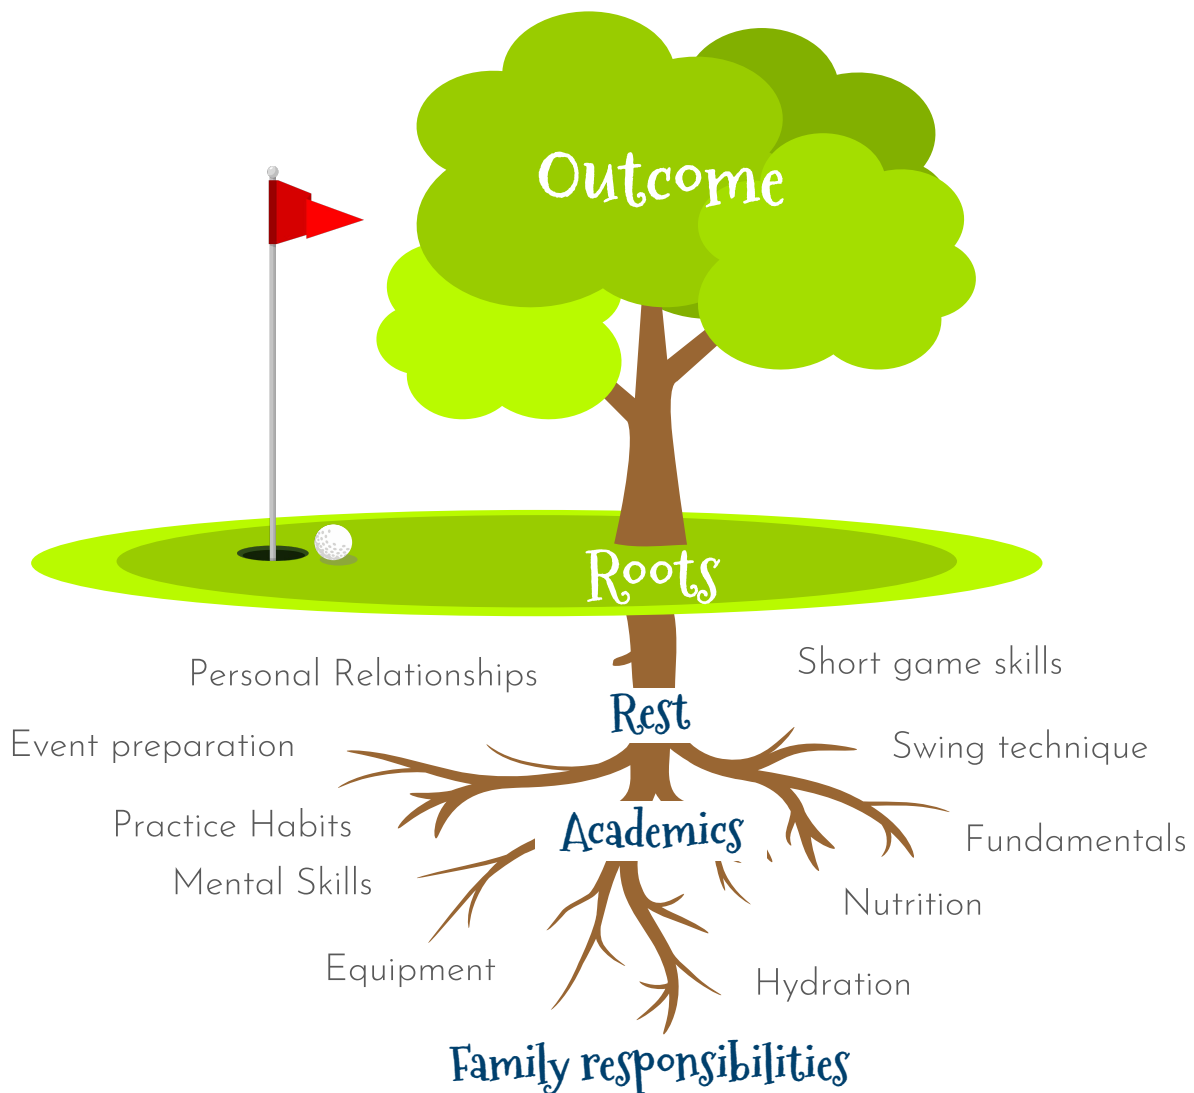 Outcome
Roots
Personal Relationships
Short game skills
Rest
Event preparation
Swing technique
Practice Habits
Academics
Fundamentals
Mental Skills
Nutrition
Equipment
Hydration
Family responsibilities